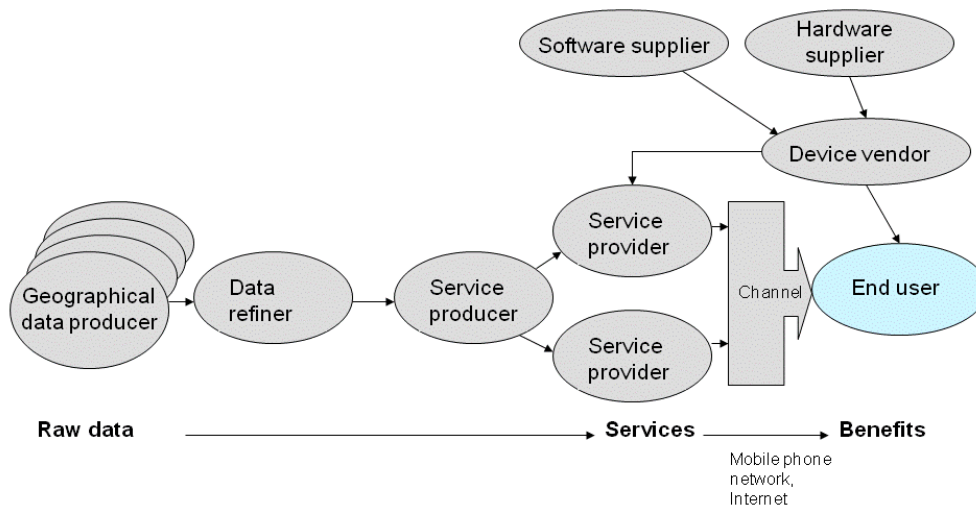 Software supplier
Hardware
supplier
Device vendor
Service
provider
Geographical
data producer
Data
refiner
Service
producer
Channel
End user
Service
provider
Raw data
Services
Benefits
Mobile phone
network,
Internet